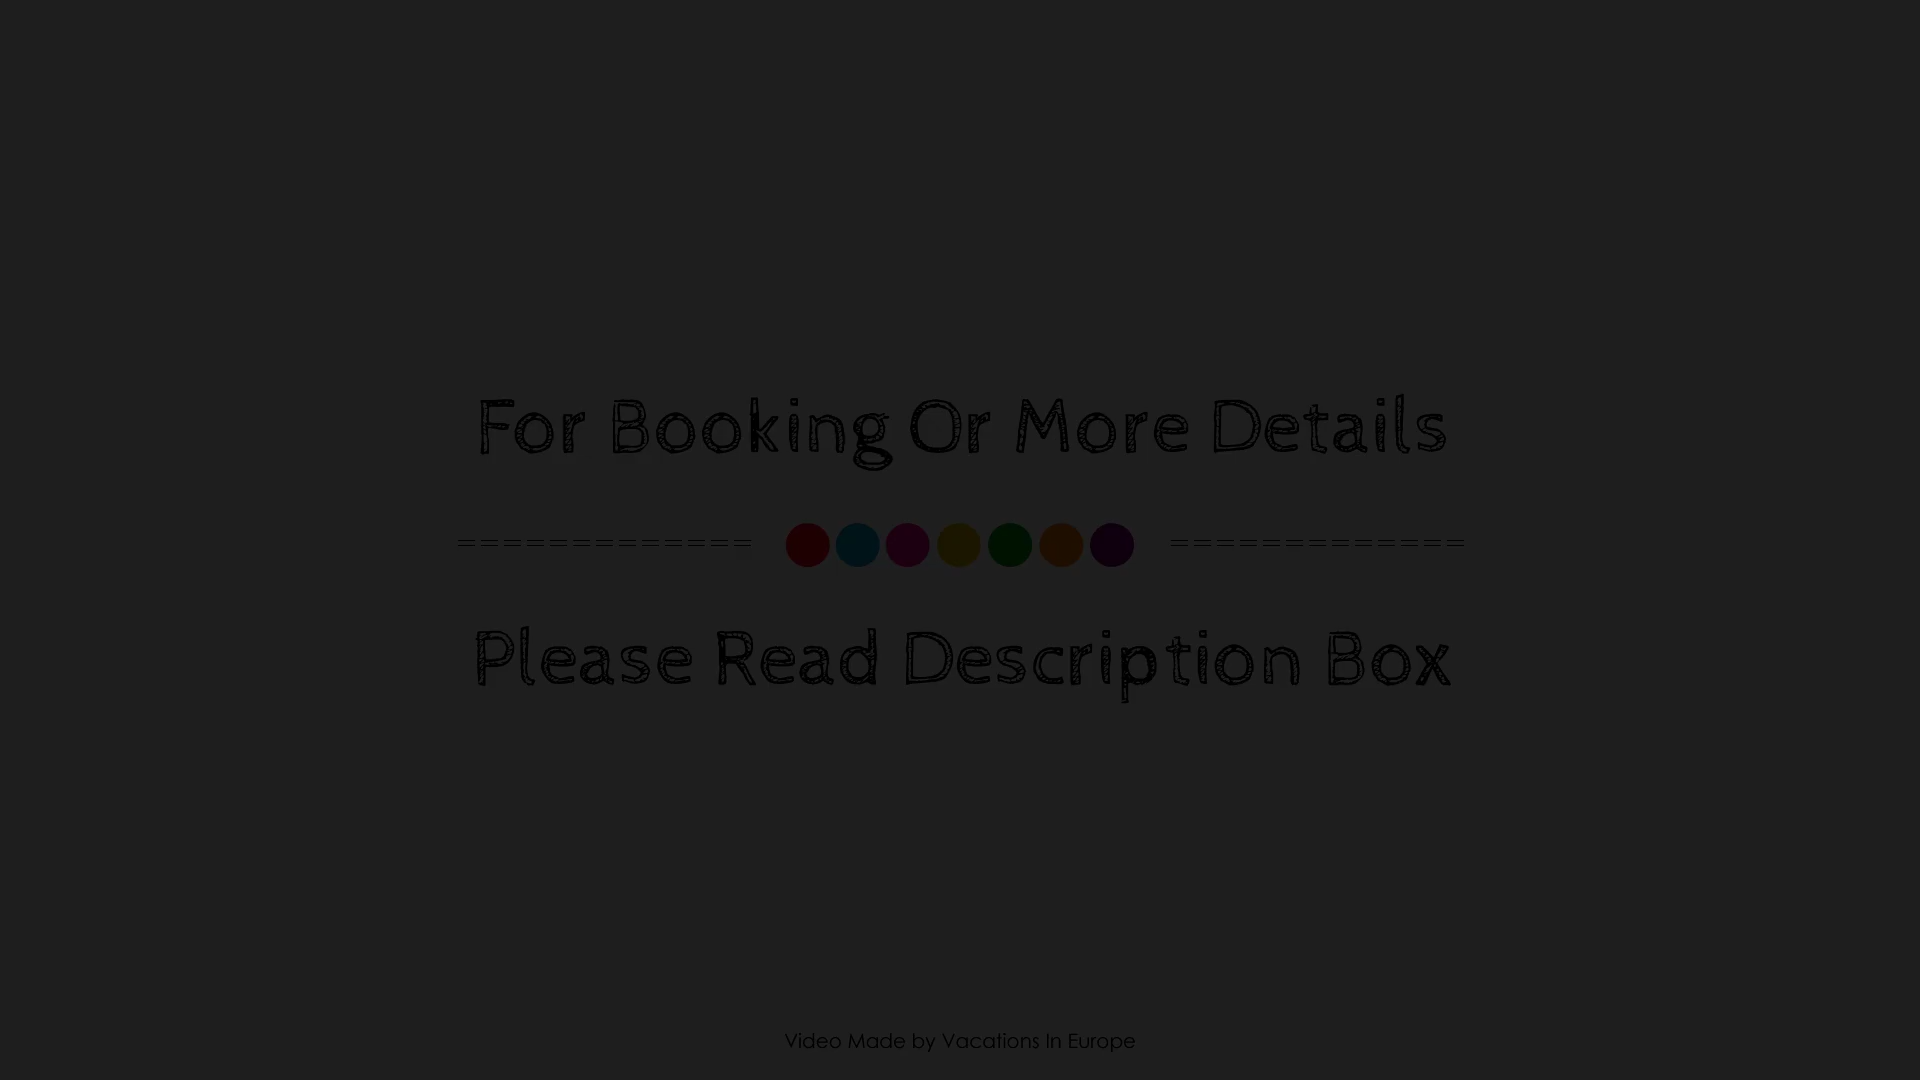 For Booking Or More Details
============= =============
Please Read Description Box
Video Made by Vacations In Europe